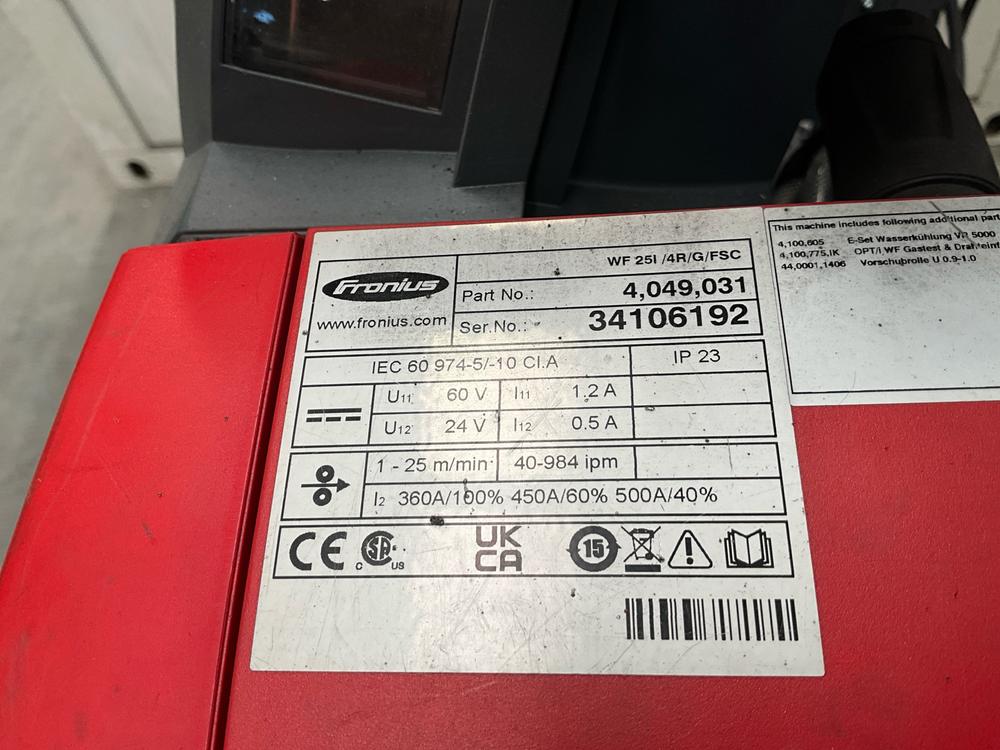 Fronius
www.fronius.com
WF 25I /4R/G/FSC
Part No.: 4,049,031
Ser.No.: 34106192
IEC 60 974-5/-10 Cl.A IP 23
U11 60 V I11 1.2 A
U12 24 V I12 0.5 A
1 - 25 m/min 40-984 ipm
I2 360A/100% 450A/60% 500A/40%
CE C SA US UK CA 15
This machine includes following additional part
4,100,605 E-Set Wasserkühlung VR 5000
4,100,775,IK OPT/i WF Gastest &
44,0001,1406 Vorschubrolle U 0.9-1.0